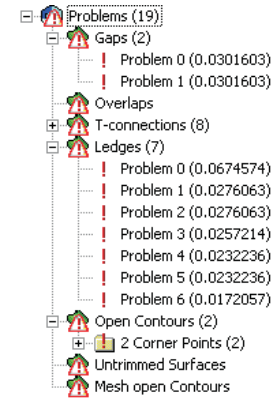 Problems (19)
Gaps (2)
Problem 0 (0.0301603)
Problem 1 (0.0301603)
Overlaps
T-connections (8)
Ledges (7)
Problem 0 (0.0674574)
Problem 1 (0.0276063)
Problem 2 (0.0276063)
Problem 3 (0.0257214)
Problem 4 (0.0232236)
Problem 5 (0.0232236)
Problem 6 (0.0172057)
Open Contours (2)
2 Corner Points (2)
Untrimmed Surfaces
Mesh open Contours